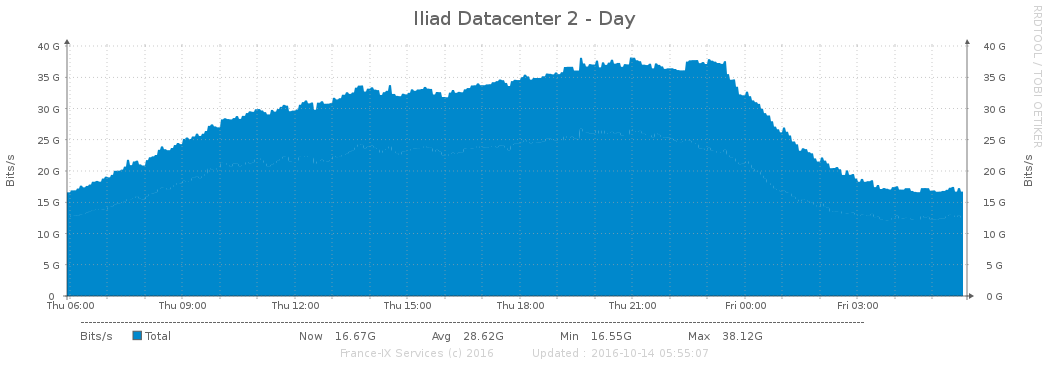 Iliad Datacenter 2 - Day
RRDTOOL / TOBI OETIKER
Bits/s
Bits/s
40 G 40 G
35 G 35 G
30 G 30 G
25 G 25 G
20 G 20 G
15 G 15 G
10 G 10 G
5 G 5 G
0 0 G
Thu 06:00 Thu 09:00 Thu 12:00 Thu 15:00 Thu 18:00 Thu 21:00 Fri 00:00 Fri 03:00
Bits/s Total Now 16.67G Avg 28.62G Min 16.55G Max 38.12G
France-IX Services (c) 2016 Updated : 2016-10-14 05:55:07